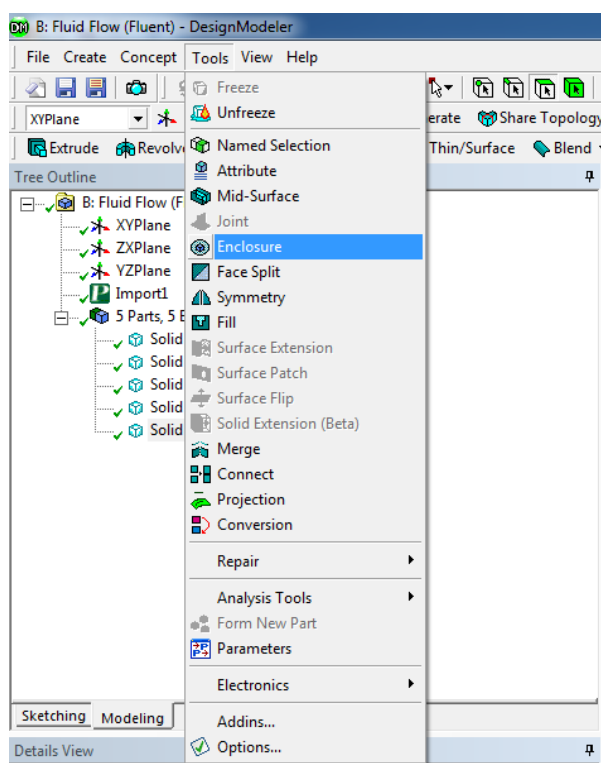 B: Fluid Flow (Fluent) - DesignModeler
File Create Concept Tools View Help
XYPlane
erate Share Topology
Extrude Revolv Thin/Surface Blend
Tree Outline
B: Fluid Flow (F
XYPlane
ZXPlane
YZPlane
Import1
5 Parts, 5 B
Solid
Solid
Solid
Solid
Solid
Sketching Modeling
Details View
Freeze
Unfreeze
Named Selection
Attribute
Mid-Surface
Joint
Enclosure
Face Split
Symmetry
Fill
Surface Extension
Surface Patch
Surface Flip
Solid Extension (Beta)
Merge
Connect
Projection
Conversion
Repair
Analysis Tools
Form New Part
Parameters
Electronics
Addins...
Options...